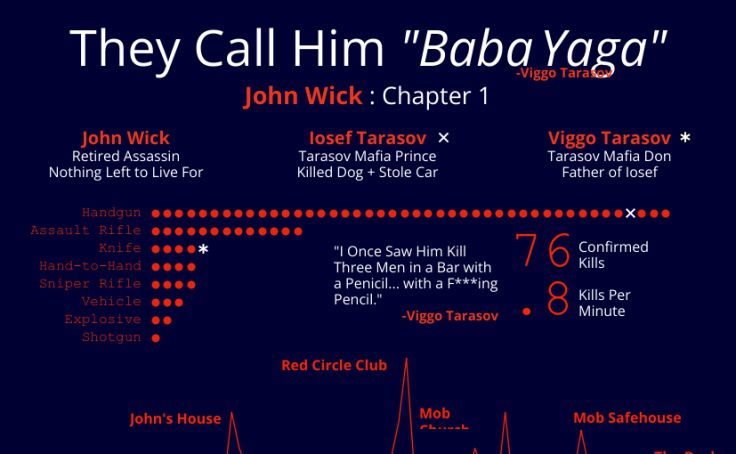 They Call Him "Baba Yaga"
-Viggo Tarasov
John Wick : Chapter 1
John Wick
Retired Assassin
Nothing Left to Live For
Iosef Tarasov ×
Tarasov Mafia Prince
Killed Dog + Stole Car
Viggo Tarasov *
Tarasov Mafia Don
Father of Iosef
Handgun
Assault Rifle
Knife
Hand-to-Hand
Sniper Rifle
Vehicle
Explosive
Shotgun
"I Once Saw Him Kill
Three Men in a Bar with
a Penicil... with a F***ing
Pencil."
-Viggo Tarasov
76 Confirmed
Kills
.8 Kills Per
Minute
Red Circle Club
John's House
Mob
Church
Mob Safehouse